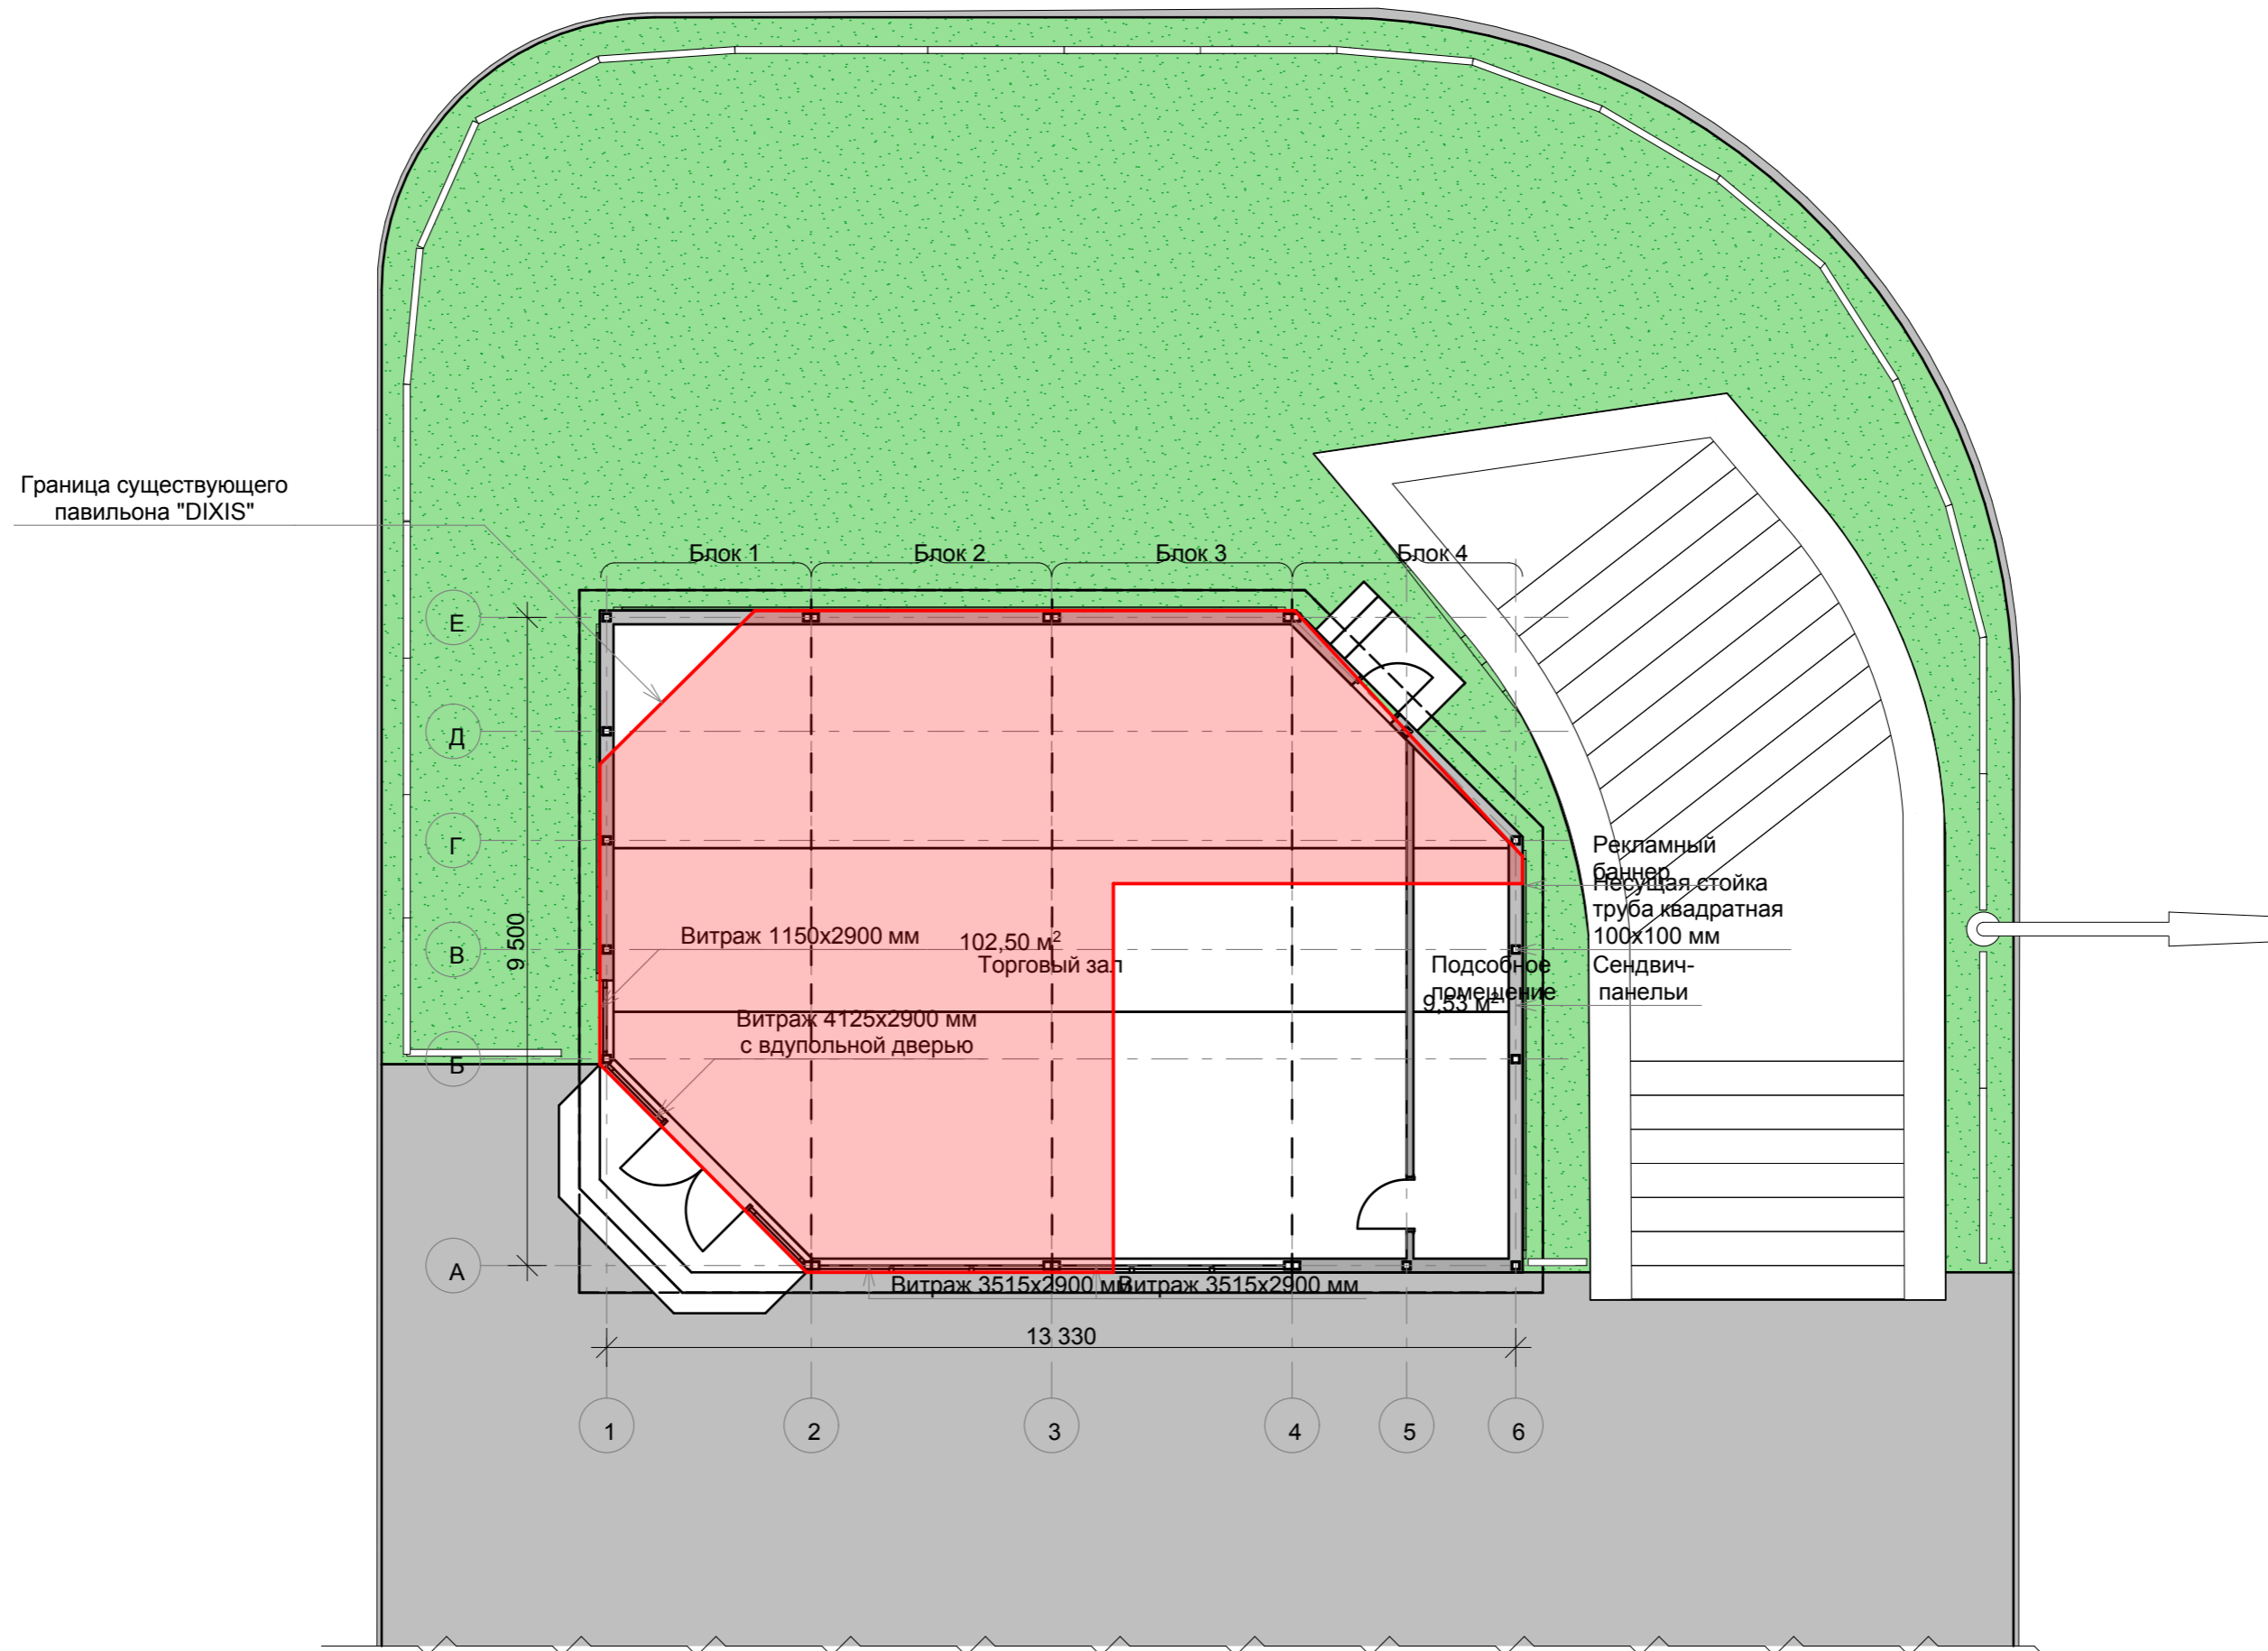 Граница существующего
павильона "DIXIS"
Блок 1
Блок 2
Блок 3
Блок 4
Е
Д
Г
В
Б
А
9 500
Рекламный
баннер
Несущая стойка
труба квадратная
100х100 мм
Сендвич-
панельи
Витраж 1150х2900 мм
102,50 м²
Торговый зал
Подсобное
помещение
9,53 м²
Витраж 4125х2900 мм
с вдупольной дверью
Витраж 3515х2900 мм
Витраж 3515х2900 мм
13 330
1
2
3
4
5
6